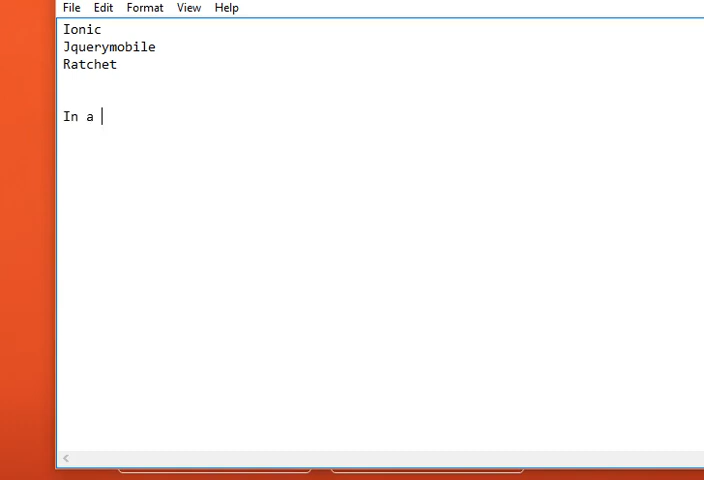 File Edit Format View Help
Ionic
Jquerymobile
Ratchet
In a